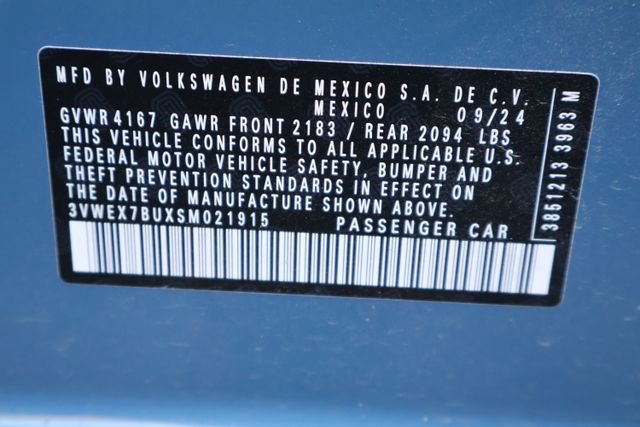 MFD BY VOLKSWAGEN DE MEXICO S.A. DE C.V.
MEXICO 09/24
GVWR 4167 GAWR FRONT 2183 / REAR 2094 LBS
THIS VEHICLE CONFORMS TO ALL APPLICABLE U.S.
FEDERAL MOTOR VEHICLE SAFETY, BUMPER AND
THEFT PREVENTION STANDARDS IN EFFECT ON
THE DATE OF MANUFACTURE SHOWN ABOVE.
3VWEX7BUXSM021915 PASSENGER CAR
3851213 3963 M